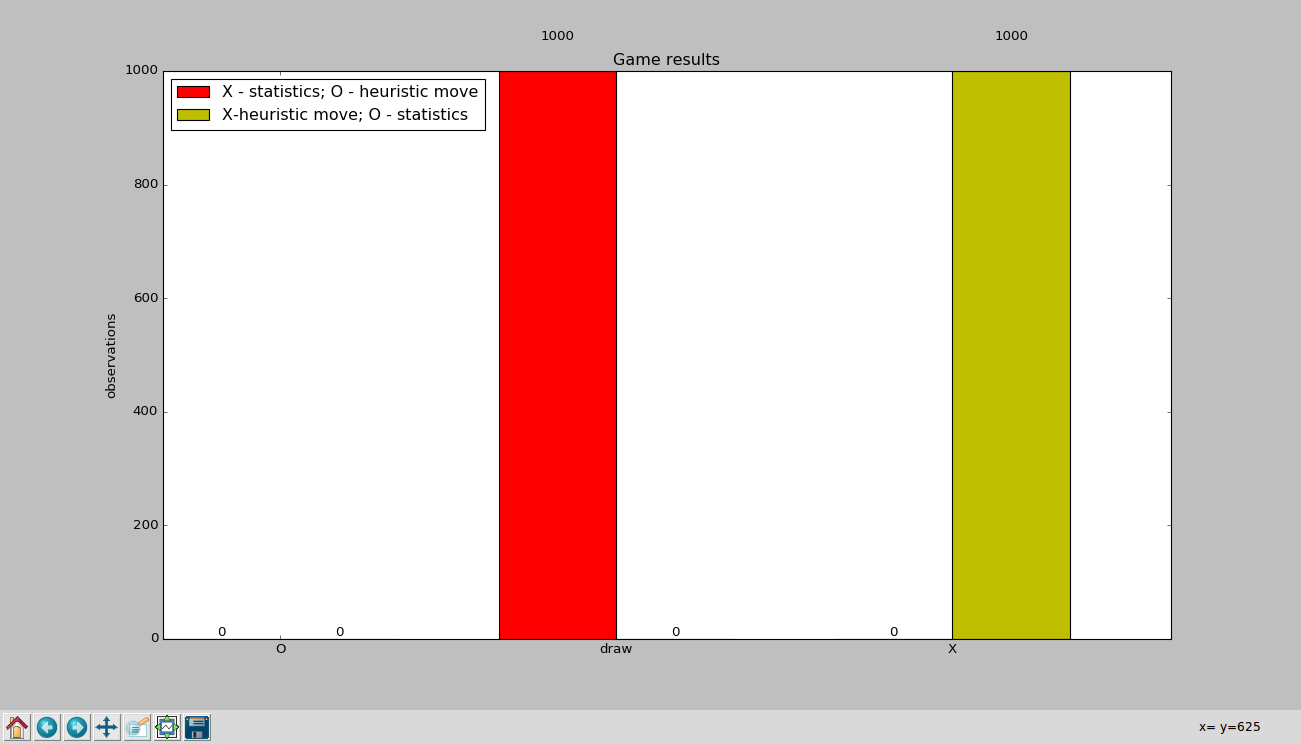 1000 1000
Game results
1000
X - statistics; O - heuristic move
X-heuristic move; O - statistics
800
600
observations
400
200
0 0 0 0
0
O draw X
x= y=625